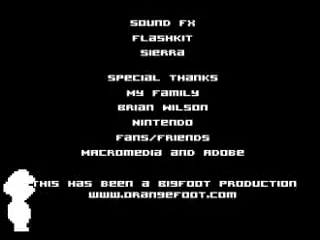 SOUND FX
FLASHKIT
SIERRA
SPECIAL THANKS
MY FAMILY
BRIAN WILSON
NINTENDO
FANS/FRIENDS
MACROMEDIA AND ADOBE
THIS HAS BEEN A BIGFOOT PRODUCTION
WWW.ORANGEFOOT.COM